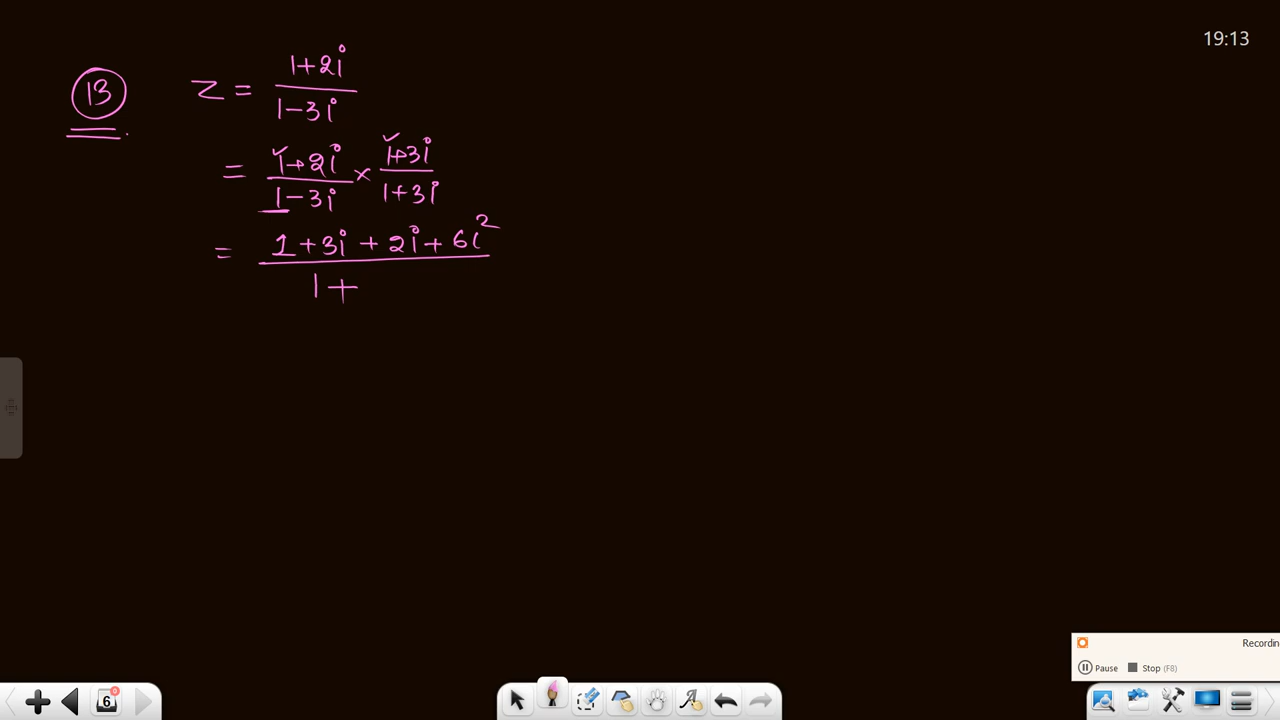 19:13
13 z = (1+2i)/(1-3i)
= (1+2i)/(1-3i) × (1+3i)/(1+3i)
= (1+3i+2i+6i²)/(1+
Recordin
Pause Stop (F8)
6 0